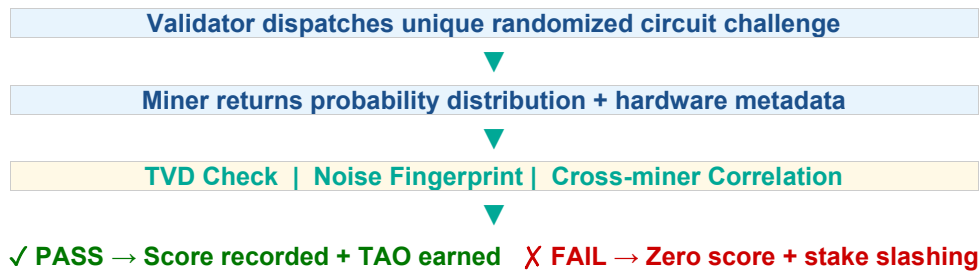 Validator dispatches unique randomized circuit challenge
▼
Miner returns probability distribution + hardware metadata
▼
TVD Check | Noise Fingerprint | Cross-miner Correlation
▼
✓ PASS → Score recorded + TAO earned ✗ FAIL → Zero score + stake slashing